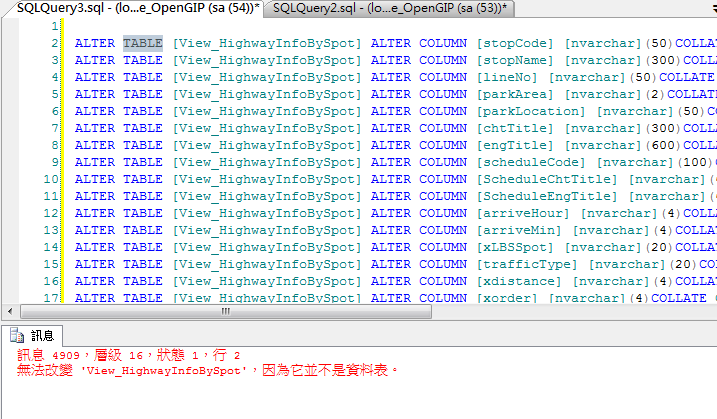 SQLQuery3.sql - (lo...e_OpenGIP (sa (54))* SQLQuery2.sql - (lo...e_OpenGIP (sa (53))*
1
2 ALTER TABLE [View_HighwayInfoBySpot] ALTER COLUMN [stopCode] [nvarchar](50)COLLAT
3 ALTER TABLE [View_HighwayInfoBySpot] ALTER COLUMN [stopName] [nvarchar](300)COLLA
4 ALTER TABLE [View_HighwayInfoBySpot] ALTER COLUMN [lineNo] [nvarchar](50)COLLATE
5 ALTER TABLE [View_HighwayInfoBySpot] ALTER COLUMN [parkArea] [nvarchar](2)COLLATE
6 ALTER TABLE [View_HighwayInfoBySpot] ALTER COLUMN [parkLocation] [nvarchar](50)CO
7 ALTER TABLE [View_HighwayInfoBySpot] ALTER COLUMN [chtTitle] [nvarchar](300)COLLA
8 ALTER TABLE [View_HighwayInfoBySpot] ALTER COLUMN [engTitle] [nvarchar](600)COLLA
9 ALTER TABLE [View_HighwayInfoBySpot] ALTER COLUMN [scheduleCode] [nvarchar](100)C
10 ALTER TABLE [View_HighwayInfoBySpot] ALTER COLUMN [ScheduleChtTitle] [nvarchar](
11 ALTER TABLE [View_HighwayInfoBySpot] ALTER COLUMN [ScheduleEngTitle] [nvarchar](
12 ALTER TABLE [View_HighwayInfoBySpot] ALTER COLUMN [arriveHour] [nvarchar](4)COLLA
13 ALTER TABLE [View_HighwayInfoBySpot] ALTER COLUMN [arriveMin] [nvarchar](4)COLLAT
14 ALTER TABLE [View_HighwayInfoBySpot] ALTER COLUMN [xLBSSpot] [nvarchar](20)COLLAT
15 ALTER TABLE [View_HighwayInfoBySpot] ALTER COLUMN [trafficType] [nvarchar](20)COL
16 ALTER TABLE [View_HighwayInfoBySpot] ALTER COLUMN [xdistance] [nvarchar](4)COLLAT
17 ALTER TABLE [View_HighwayInfoBySpot] ALTER COLUMN [xorder] [nvarchar](4)COLLATE C
訊息
訊息 4909，層級 16，狀態 1，行 2
無法改變 'View_HighwayInfoBySpot'，因為它並不是資料表。